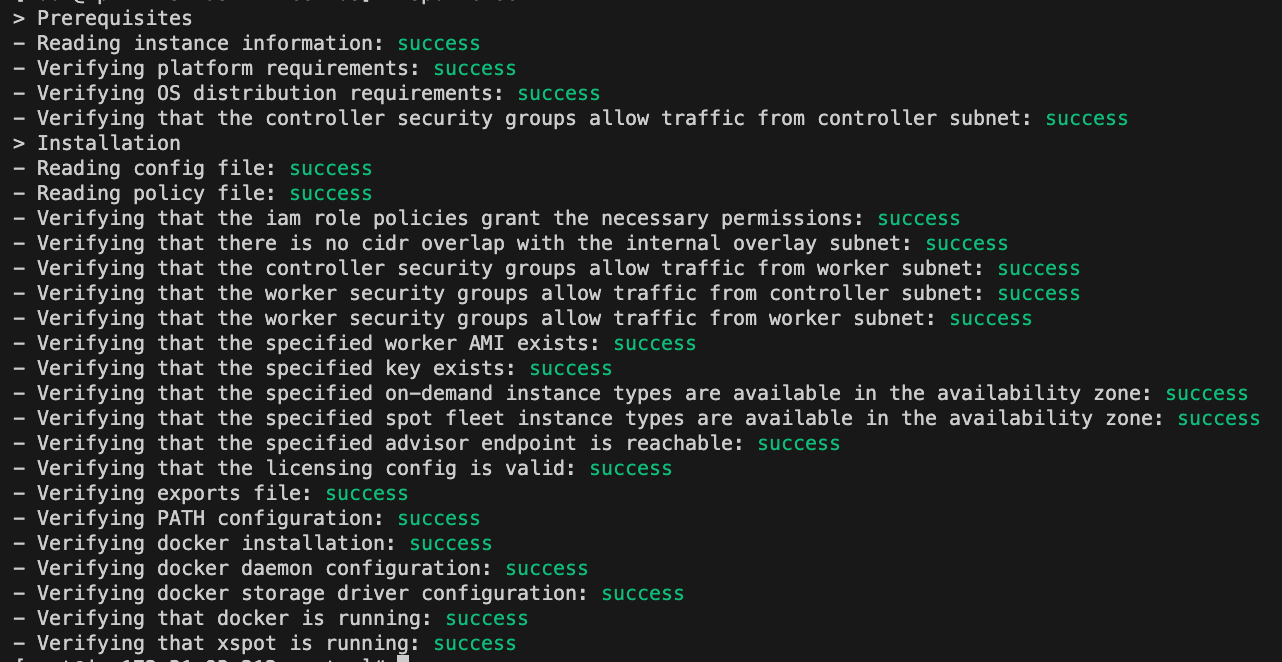 > Prerequisites
- Reading instance information: success
- Verifying platform requirements: success
- Verifying OS distribution requirements: success
- Verifying that the controller security groups allow traffic from controller subnet: success
> Installation
- Reading config file: success
- Reading policy file: success
- Verifying that the iam role policies grant the necessary permissions: success
- Verifying that there is no cidr overlap with the internal overlay subnet: success
- Verifying that the controller security groups allow traffic from worker subnet: success
- Verifying that the worker security groups allow traffic from controller subnet: success
- Verifying that the worker security groups allow traffic from worker subnet: success
- Verifying that the specified worker AMI exists: success
- Verifying that the specified key exists: success
- Verifying that the specified on-demand instance types are available in the availability zone: success
- Verifying that the specified spot fleet instance types are available in the availability zone: success
- Verifying that the specified advisor endpoint is reachable: success
- Verifying that the licensing config is valid: success
- Verifying exports file: success
- Verifying PATH configuration: success
- Verifying docker installation: success
- Verifying docker daemon configuration: success
- Verifying docker storage driver configuration: success
- Verifying that docker is running: success
- Verifying that xspot is running: success